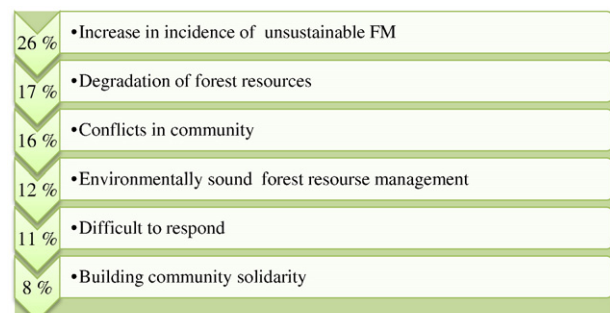 26 % •Increase in incidence of unsustainable FM
17 % •Degradation of forest resources
16 % •Conflicts in community
12 % •Environmentally sound forest resourse management
11 % •Difficult to respond
8 % •Building community solidarity